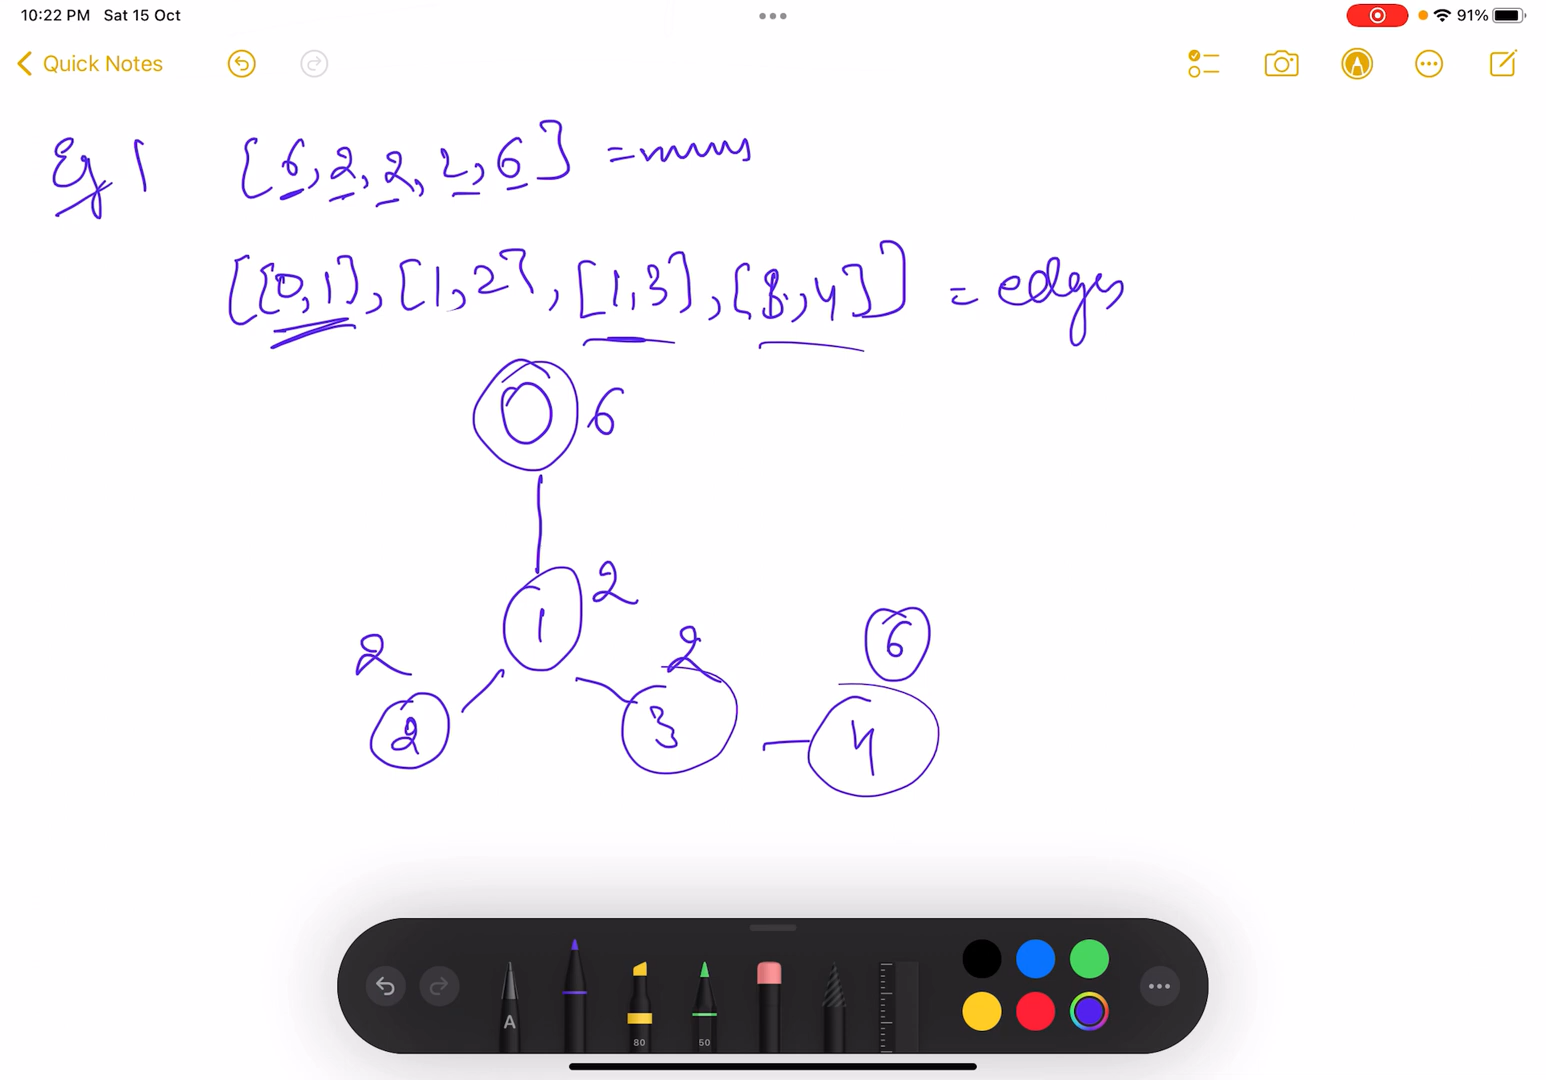 10:22 PM Sat 15 Oct 91%
Quick Notes
Eg 1 [6,2,2,2,6] = nums
[[0,1],[1,2],[1,3],[3,4]] = edges
0 6
1 2
2 2 6
2 3 4
A 80 50